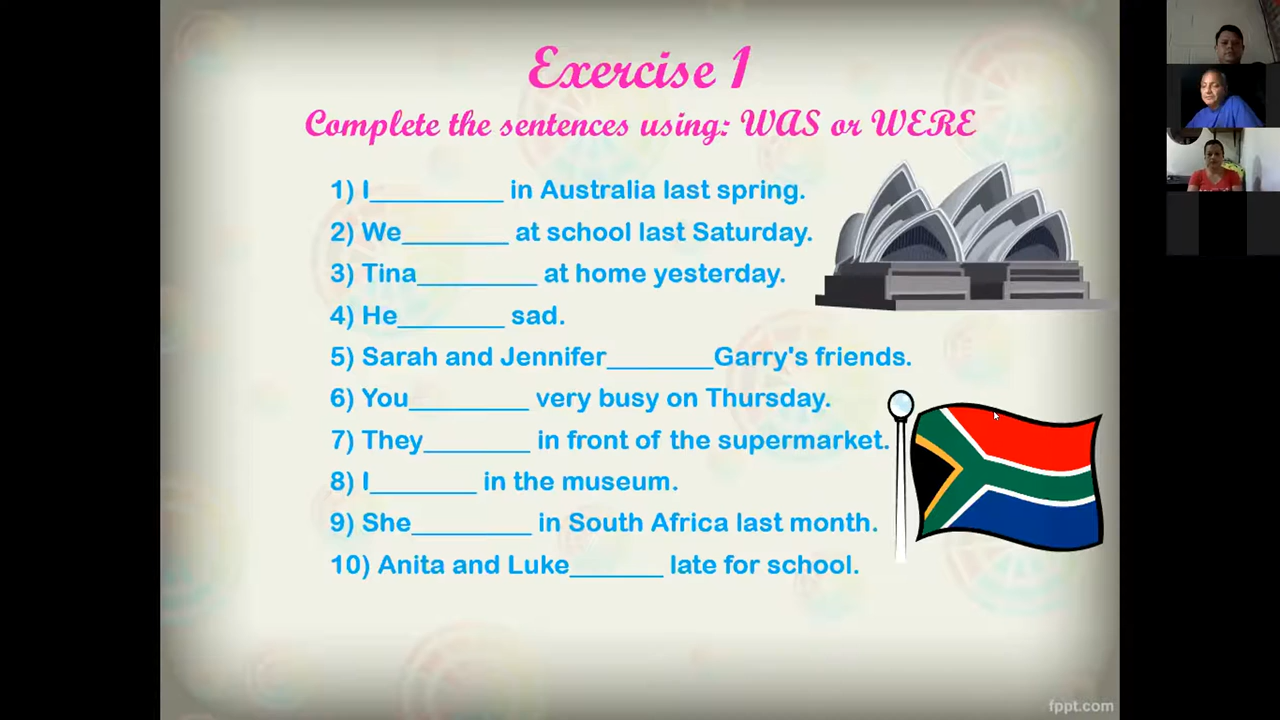 Exercise 1
Complete the sentences using: WAS or WERE
1) I__________ in Australia last spring.
2) We________ at school last Saturday.
3) Tina_________ at home yesterday.
4) He________ sad.
5) Sarah and Jennifer________Garry's friends.
6) You_________ very busy on Thursday.
7) They________ in front of the supermarket.
8) I________ in the museum.
9) She_________ in South Africa last month.
10) Anita and Luke_______ late for school.
fppt.com